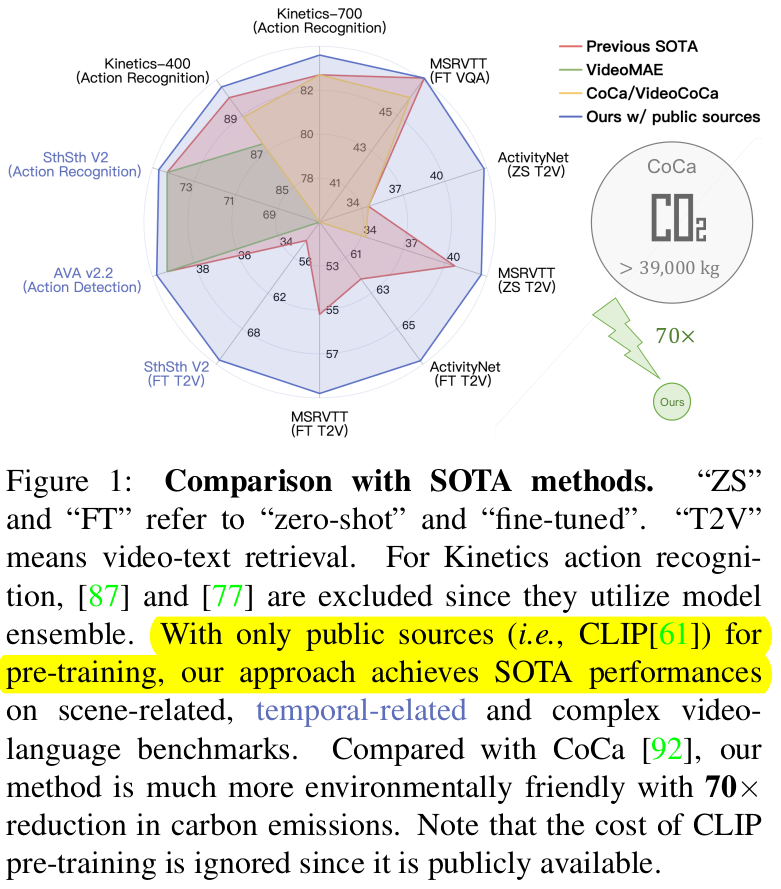 Kinetics-700
(Action Recognition)
Kinetics-400
(Action Recognition)
MSRVTT
(FT VQA)
SthSth V2
(Action Recognition)
ActivityNet
(ZS T2V)
AVA v2.2
(Action Detection)
MSRVTT
(ZS T2V)
SthSth V2
(FT T2V)
ActivityNet
(FT T2V)
MSRVTT
(FT T2V)
82
80
78
45
43
41
40
37
34
40
37
34
65
63
61
57
55
53
68
62
56
38
36
34
73
71
69
89
87
85
Previous SOTA
VideoMAE
CoCa/VideoCoCa
Ours w/ public sources
CoCa
CO2
> 39,000 kg
70×
Ours
Figure 1: Comparison with SOTA methods. “ZS”
and “FT” refer to “zero-shot” and “fine-tuned”. “T2V”
means video-text retrieval. For Kinetics action recogni-
tion, [87] and [77] are excluded since they utilize model
ensemble. With only public sources (i.e., CLIP[61]) for
pre-training, our approach achieves SOTA performances
on scene-related, temporal-related and complex video-
language benchmarks. Compared with CoCa [92], our
method is much more environmentally friendly with 70×
reduction in carbon emissions. Note that the cost of CLIP
pre-training is ignored since it is publicly available.